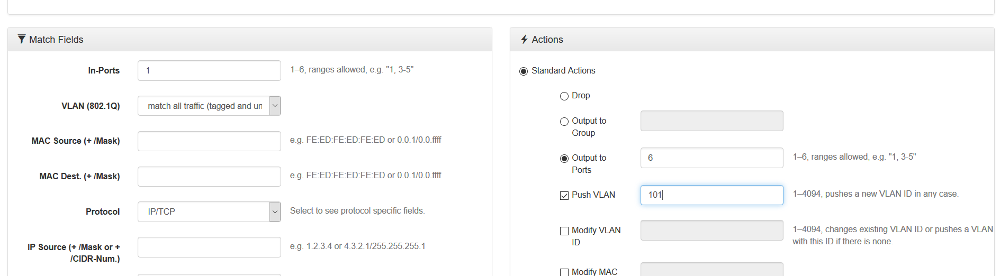 Match Fields
In-Ports
1
1–6, ranges allowed, e.g. "1, 3-5"
VLAN (802.1Q)
match all traffic (tagged and un
MAC Source (+ /Mask)
e.g. FE:ED:FE:ED:FE:ED or 0.0.1/0.0.ffff
MAC Dest. (+ /Mask)
e.g. FE:ED:FE:ED:FE:ED or 0.0.1/0.0.ffff
Protocol
IP/TCP
Select to see protocol specific fields.
IP Source (+ /Mask or +
/CIDR-Num.)
e.g. 1.2.3.4 or 4.3.2.1/255.255.255.1
Actions
Standard Actions
Drop
Output to
Group
Output to
Ports
6
1–6, ranges allowed, e.g. "1, 3-5"
Push VLAN
101
1–4094, pushes a new VLAN ID in any case.
Modify VLAN
ID
1–4094, changes existing VLAN ID or pushes a VLAN
with this ID if there is none.
Modify MAC